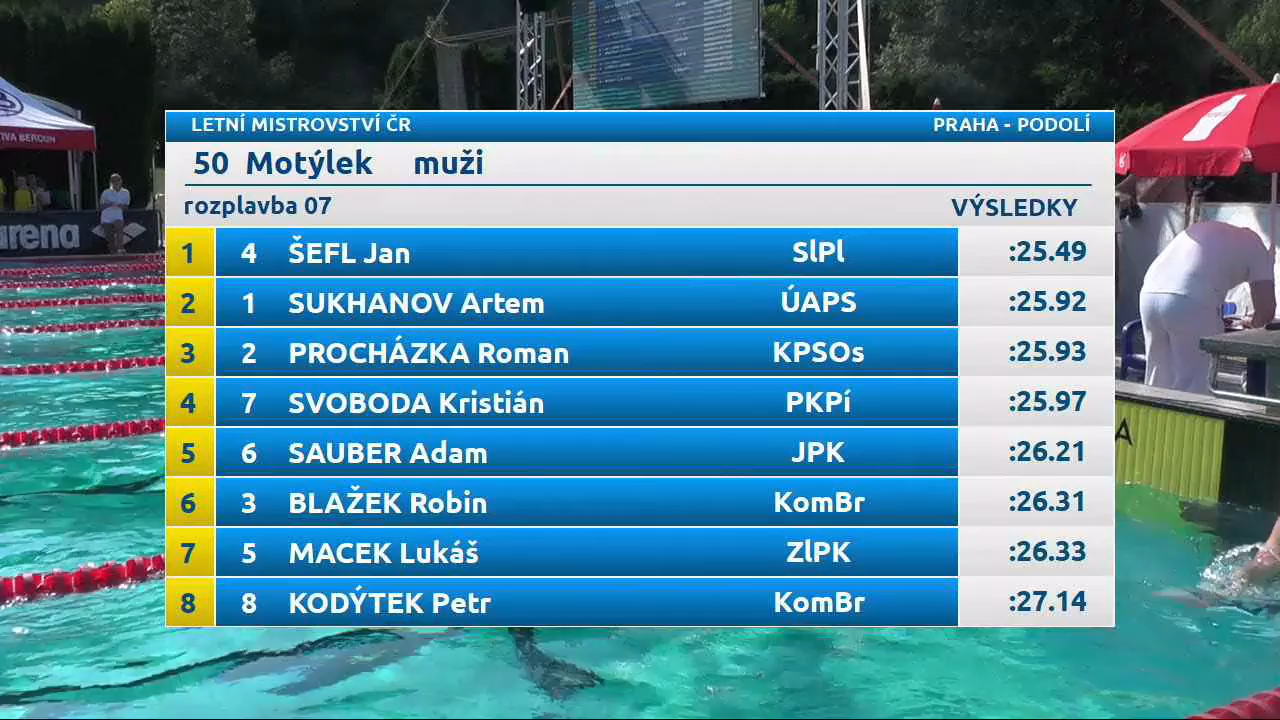 LETNÍ MISTROVSTVÍ ČR PRAHA - PODOLÍ
50 Motýlek muži
rozplavba 07 VÝSLEDKY
1 4 ŠEFL Jan SlPl :25.49
2 1 SUKHANOV Artem ÚAPS :25.92
3 2 PROCHÁZKA Roman KPSOs :25.93
4 7 SVOBODA Kristián PKPí :25.97
5 6 SAUBER Adam JPK :26.21
6 3 BLAŽEK Robin KomBr :26.31
7 5 MACEK Lukáš ZlPK :26.33
8 8 KODÝTEK Petr KomBr :27.14
arena